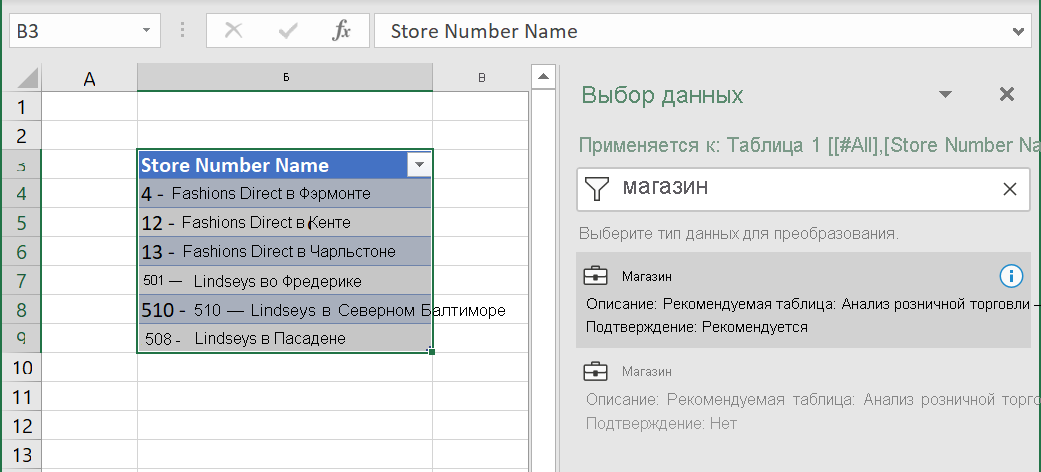 B3
fx
Store Number Name
A
Б
В
1
2
3
Store Number Name
4
4 - Fashions Direct в Фэрмонте
5
12 - Fashions Direct в Кенте
6
13 - Fashions Direct в Чарльстоне
7
501 — Lindseys во Фредерике
8
510 - 510 — Lindseys в Северном Балтиморе
9
508 - Lindseys в Пасадене
10
11
12
13
Выбор данных
Применяется к: Таблица 1 [[#All],[Store Number Na
магазин
Выберите тип данных для преобразования.
Магазин
Описание: Рекомендуемая таблица: Анализ розничной торговли –
Подтверждение: Рекомендуется
Магазин
Описание: Рекомендуемая таблица: Анализ розничной торго
Подтверждение: Нет